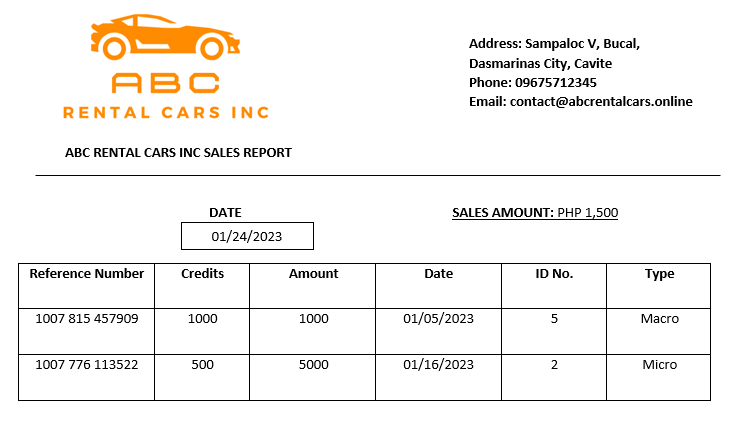 ABC
RENTAL CARS INC
Address: Sampaloc V, Bucal,
Dasmarinas City, Cavite
Phone: 09675712345
Email: contact@abcrentalcars.online
ABC RENTAL CARS INC SALES REPORT
DATE
SALES AMOUNT: PHP 1,500
01/24/2023
Reference Number Credits Amount Date ID No. Type
1007 815 457909 1000 1000 01/05/2023 5 Macro
1007 776 113522 500 5000 01/16/2023 2 Micro